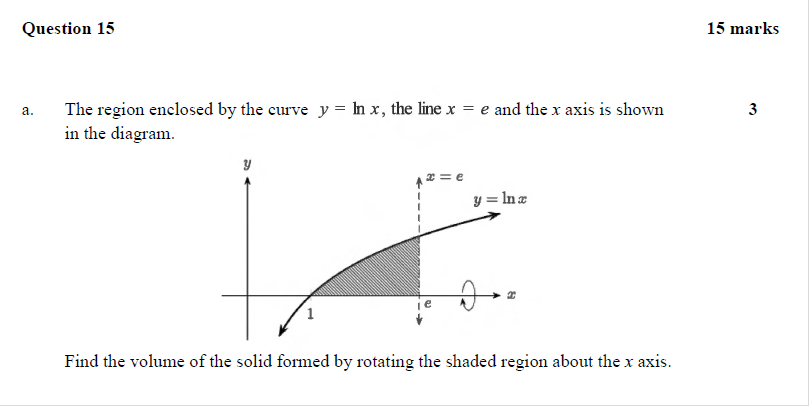 Question 15 15 marks
a. The region enclosed by the curve y = ln x, the line x = e and the x axis is shown 3
in the diagram.
y
x = e
y = ln x
x
e
1
Find the volume of the solid formed by rotating the shaded region about the x axis.